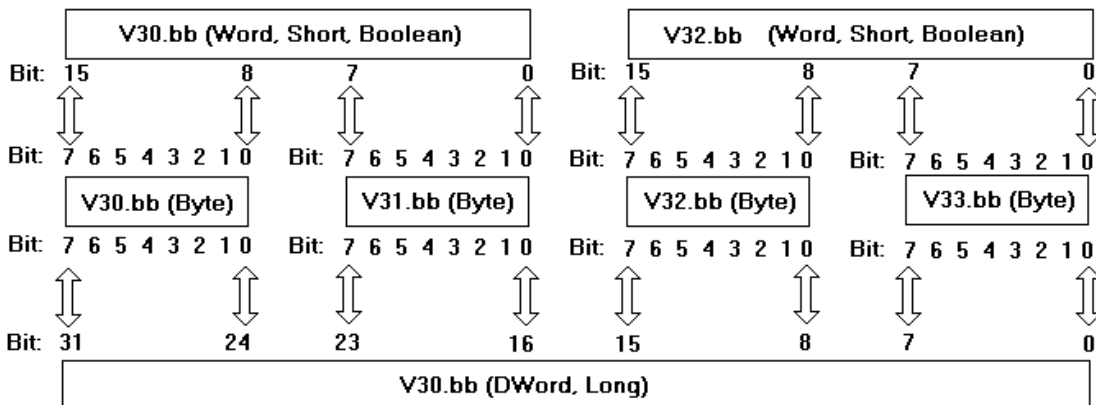 V30.bb (Word, Short, Boolean) V32.bb (Word, Short, Boolean)
Bit: 15 8 7 0 Bit: 15 8 7 0
Bit: 7 6 5 4 3 2 1 0 Bit: 7 6 5 4 3 2 1 0 Bit: 7 6 5 4 3 2 1 0 Bit: 7 6 5 4 3 2 1 0
V30.bb (Byte) V31.bb (Byte) V32.bb (Byte) V33.bb (Byte)
Bit: 7 6 5 4 3 2 1 0 Bit: 7 6 5 4 3 2 1 0 Bit: 7 6 5 4 3 2 1 0 Bit: 7 6 5 4 3 2 1 0
Bit: 31 24 23 16 15 8 7 0
V30.bb (DWord, Long)